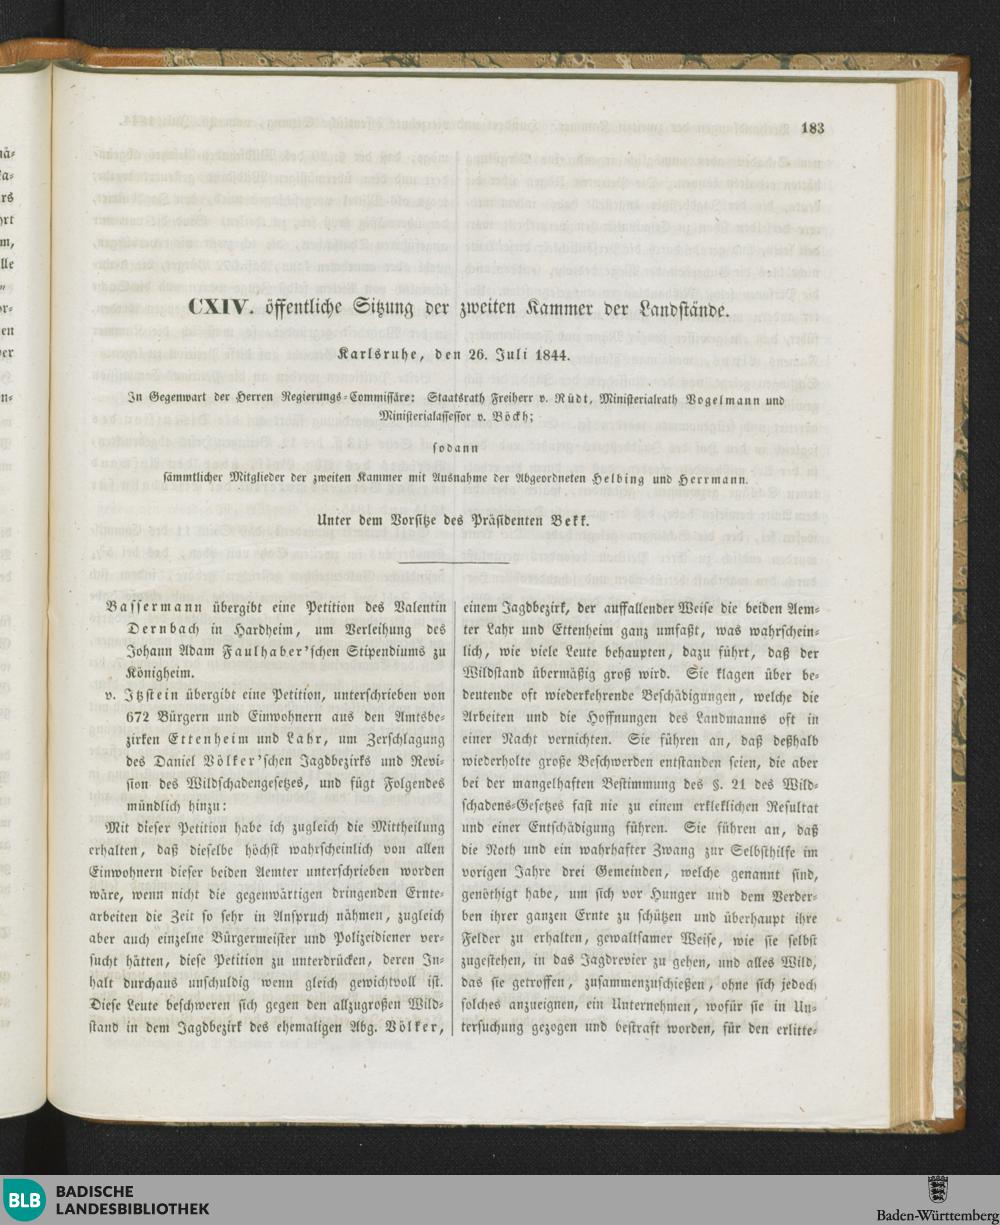 183
CXIV. öffentliche Sitzung der zweiten Kammer der Landstände.
Karlsruhe, den 26. Juli 1844.
In Gegenwart der Herren Regierungs-Commissäre: Staatsrath Freiherr v. Rüdt, Ministerialrath Vogelmann und
Ministerialassessor v. Böckh;
sodann
sämmtlicher Mitglieder der zweiten Kammer mit Ausnahme der Abgeordneten Helbing und Herrmann.
Unter dem Vorsitze des Präsidenten Bekk.
Bassermann übergibt eine Petition des Valentin
Dernbach in Hardheim, um Verleihung des
Johann Adam Faulhaber'schen Stipendiums zu
Königheim.
v. Itzstein übergibt eine Petition, unterschrieben von
672 Bürgern und Einwohnern aus den Amtsbe-
zirken Ettenheim und Lahr, um Zerschlagung
des Daniel Völker'schen Jagdbezirks und Revi-
sion des Wildschadengesetzes, und fügt Folgendes
mündlich hinzu:
Mit dieser Petition habe ich zugleich die Mittheilung
erhalten, daß dieselbe höchst wahrscheinlich von allen
Einwohnern dieser beiden Aemter unterschrieben worden
wäre, wenn nicht die gegenwärtigen dringenden Ernte-
arbeiten die Zeit so sehr in Anspruch nähmen, zugleich
aber auch einzelne Bürgermeister und Polizeidiener ver-
sucht hätten, diese Petition zu unterdrücken, deren In-
halt durchaus unschuldig wenn gleich gewichtvoll ist.
Diese Leute beschweren sich gegen den allzugroßen Wild-
stand in dem Jagdbezirk des ehemaligen Abg. Völker,
einem Jagdbezirk, der auffallender Weise die beiden Aem-
ter Lahr und Ettenheim ganz umfaßt, was wahrschein-
lich, wie viele Leute behaupten, dazu führt, daß der
Wildstand übermäßig groß wird. Sie klagen über be-
deutende oft wiederkehrende Beschädigungen, welche die
Arbeiten und die Hoffnungen des Landmanns oft in
einer Nacht vernichten. Sie führen an, daß deßhalb
wiederholte große Beschwerden entstanden seien, die aber
bei der mangelhaften Bestimmung des §. 21 des Wild-
schadens-Gesetzes fast nie zu einem erkleklichen Resultat
und einer Entschädigung führen. Sie führen an, daß
die Noth und ein wahrhafter Zwang zur Selbsthilfe im
vorigen Jahre drei Gemeinden, welche genannt sind,
genöthigt habe, um sich vor Hunger und dem Verder-
ben ihrer ganzen Ernte zu schützen und überhaupt ihre
Felder zu erhalten, gewaltsamer Weise, wie sie selbst
zugestehen, in das Jagdrevier zu gehen, und alles Wild,
das sie getroffen, zusammenzuschießen, ohne sich jedoch
solches anzueignen, ein Unternehmen, wofür sie in Un-
tersuchung gezogen und bestraft worden, für den erlitte-
BLB
BADISCHE
LANDESBIBLIOTHEK
Baden-Württemberg